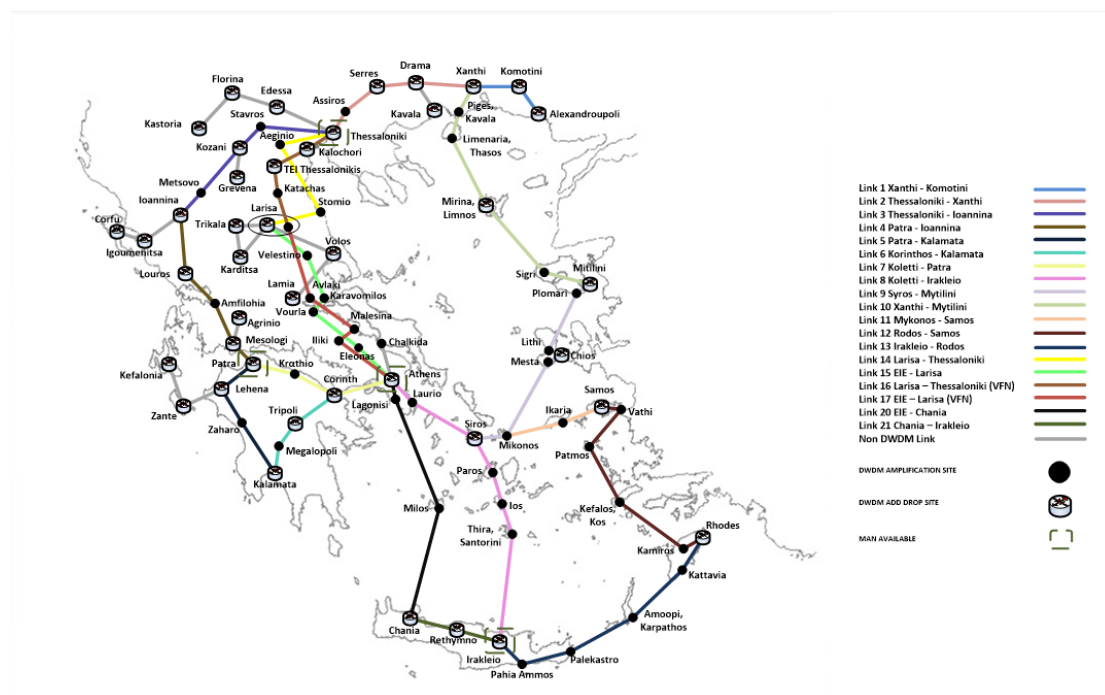 Drama
Xanthi
Komotini
Serres
Florina
Edessa
Assiros
Piges,
Kavala
Kavala
Alexandroupoli
Stavros
Kastoria
Aeginio
Thessaloniki
Limenaria,
Thasos
Kozani
Kalochori
TEI Thessalonikis
Grevena
Metsovo
Katachas
Mirina,
Limnos
Ioannina
Larisa
Stomio
Corfu
Trikala
Igoumenitsa
Volos
Karditsa
Velestino
Louros
Sigri
Mitilini
Lamia
Avlaki
Karavomilos
Plomari
Amfilohia
Vourla
Malesina
Agrinio
Iliki
Chalkida
Lithi
Mesologi
Eleonas
Mesta
Chios
Patra
Krathio
Kefalonia
Athens
Lehena
Corinth
Laurio
Samos
Zante
Lagonisi
Tripoli
Ikaria
Vathi
Zaharo
Siros
Mikonos
Megalopoli
Patmos
Kalamata
Paros
Milos
Ios
Kefalos,
Kos
Thira,
Santorini
Rhodes
Kamiros
Kattavia
Chania
Rethymno
Amoopi,
Karpathos
Irakleio
Palekastro
Pahia Ammos
Link 1 Xanthi - Komotini
Link 2 Thessaloniki - Xanthi
Link 3 Thessaloniki - Ioannina
Link 4 Patra - Ioannina
Link 5 Patra - Kalamata
Link 6 Korinthos - Kalamata
Link 7 Koletti - Patra
Link 8 Koletti - Irakleio
Link 9 Syros - Mytilini
Link 10 Xanthi - Mytilini
Link 11 Mykonos - Samos
Link 12 Rodos - Samos
Link 13 Irakleio - Rodos
Link 14 Larisa - Thessaloniki
Link 15 EIE - Larisa
Link 16 Larisa – Thessaloniki (VFN)
Link 17 EIE – Larisa (VFN)
Link 20 EIE - Chania
Link 21 Chania – Irakleio
Non DWDM Link
DWDM AMPLIFICATION SITE
DWDM ADD DROP SITE
MAN AVAILABLE